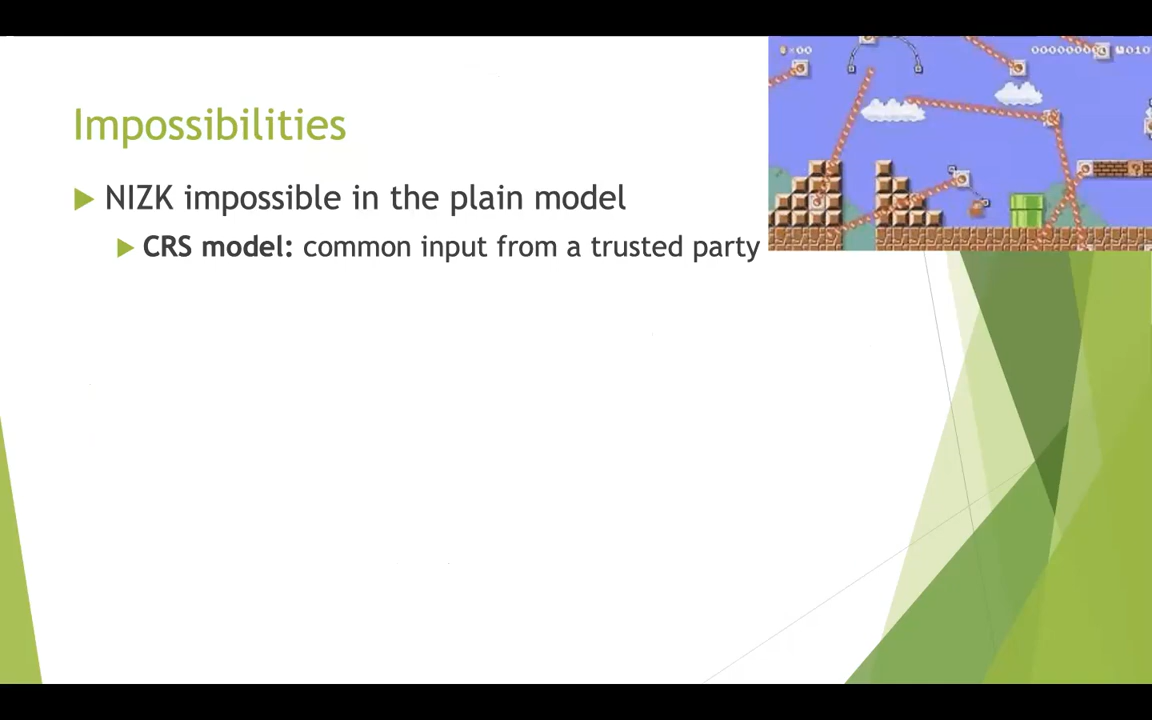 Impossibilities
NIZK impossible in the plain model
CRS model: common input from a trusted party